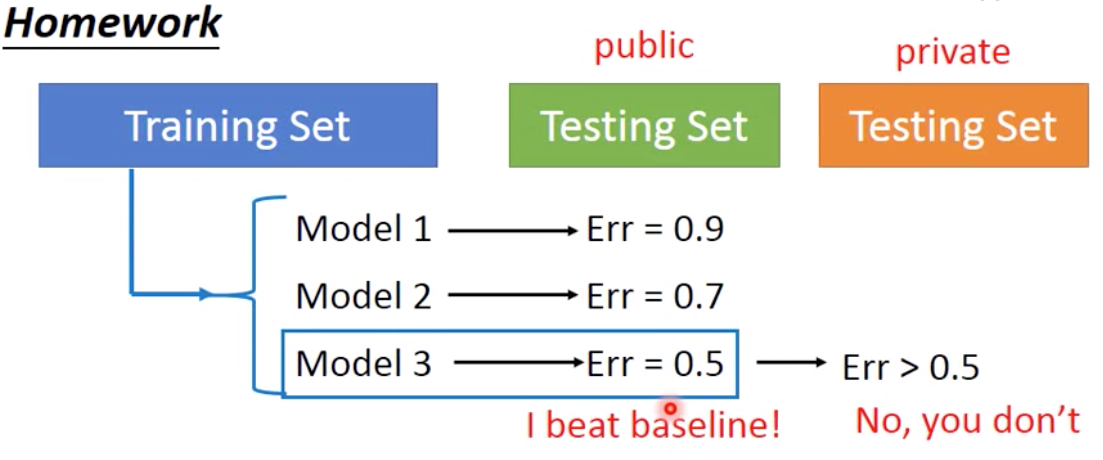 Homework
public private
Training Set Testing Set Testing Set
Model 1 Err = 0.9
Model 2 Err = 0.7
Model 3 Err = 0.5 Err > 0.5
I beat baseline! No, you don't